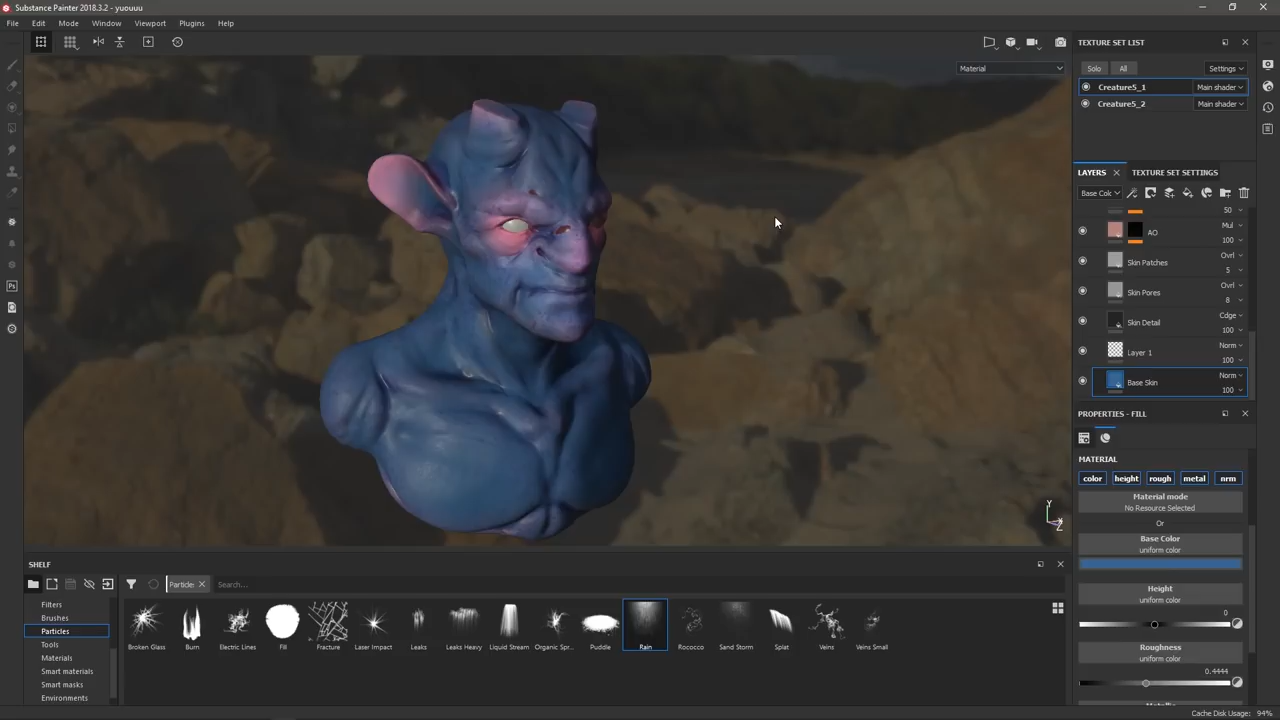 Substance Painter 2018.3.2 - yuouuu
File Edit Mode Window Viewport Plugins Help
Material
TEXTURE SET LIST
Solo All Settings
Creature5_1 Main shader
Creature5_2 Main shader
LAYERS TEXTURE SET SETTINGS
Base Col
50
AO Mul
100
Skin Patches Ovrl
5
Skin Pores Ovrl
8
Skin Detail Cdge
100
Layer 1 Norm
100
Base Skin Norm
100
PROPERTIES - FILL
MATERIAL
color height rough metal nrm
Material mode
No Resource Selected
Or
Base Color
uniform color
Height
uniform color
0
Roughness
uniform color
0.4444
Y
Z
Ps
SHELF
Particle Search...
Filters
Brushes
Particles
Tools
Materials
Smart materials
Smart masks
Environments
Broken Glass Burn Electric Lines Fill Fracture Laser Impact Leaks Leaks Heavy Liquid Stream Organic Spr... Puddle Rain Rococco Sand Storm Splat Veins Veins Small
Cache Disk Usage: 94%